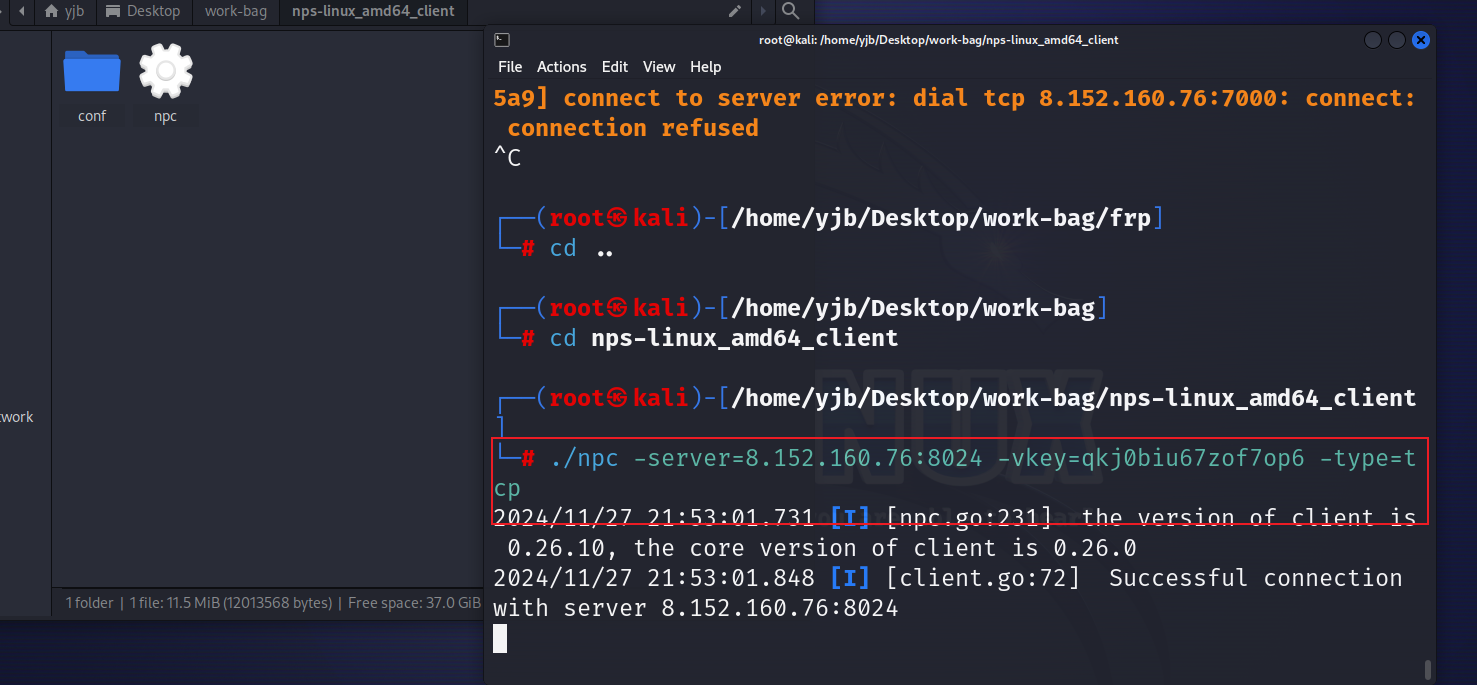 yjb Desktop work-bag nps-linux_amd64_client
conf npc
work
1 folder | 1 file: 11.5 MiB (12013568 bytes) | Free space: 37.0 GiB
root@kali: /home/yjb/Desktop/work-bag/nps-linux_amd64_client
File Actions Edit View Help
5a9] connect to server error: dial tcp 8.152.160.76:7000: connect:
connection refused
^C
┌──(root㉿kali)-[/home/yjb/Desktop/work-bag/frp]
└─# cd ..
┌──(root㉿kali)-[/home/yjb/Desktop/work-bag]
└─# cd nps-linux_amd64_client
┌──(root㉿kali)-[/home/yjb/Desktop/work-bag/nps-linux_amd64_client
]
└─# ./npc -server=8.152.160.76:8024 -vkey=qkj0biu67zof7op6 -type=t
cp
2024/11/27 21:53:01.731 [I] [npc.go:231]  the version of client is
0.26.10, the core version of client is 0.26.0
2024/11/27 21:53:01.848 [I] [client.go:72]  Successful connection
with server 8.152.160.76:8024